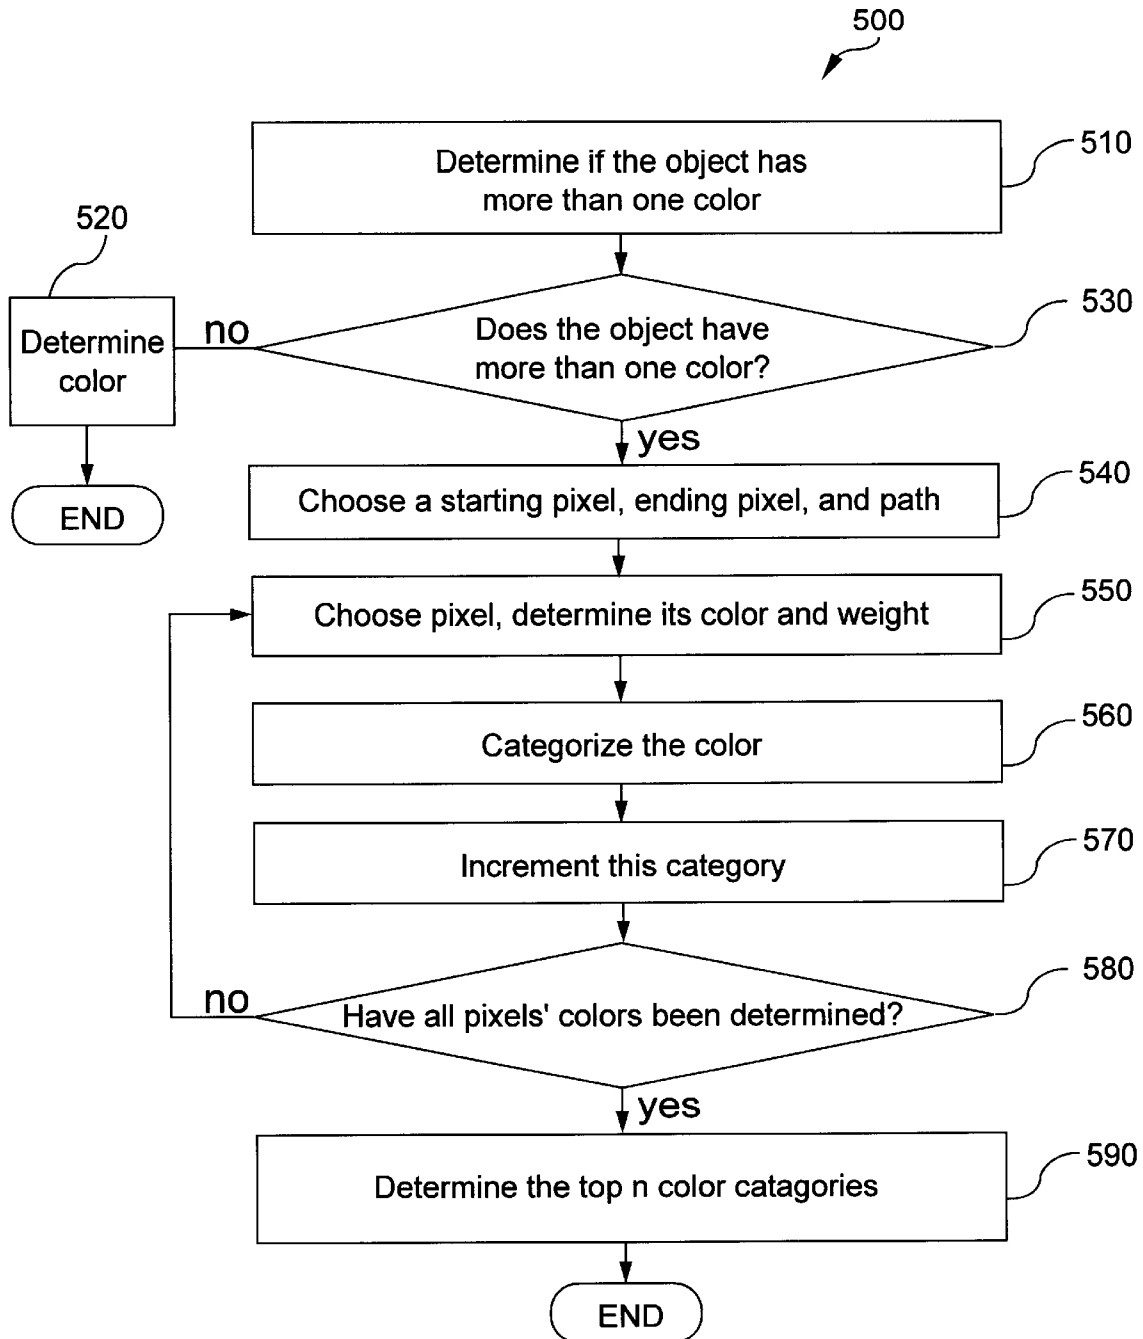 500
Determine if the object has
more than one color
510
520
Determine
color
no
Does the object have
more than one color?
530
yes
END
Choose a starting pixel, ending pixel, and path
540
Choose pixel, determine its color and weight
550
Categorize the color
560
Increment this category
570
no
Have all pixels' colors been determined?
580
yes
Determine the top n color catagories
590
END